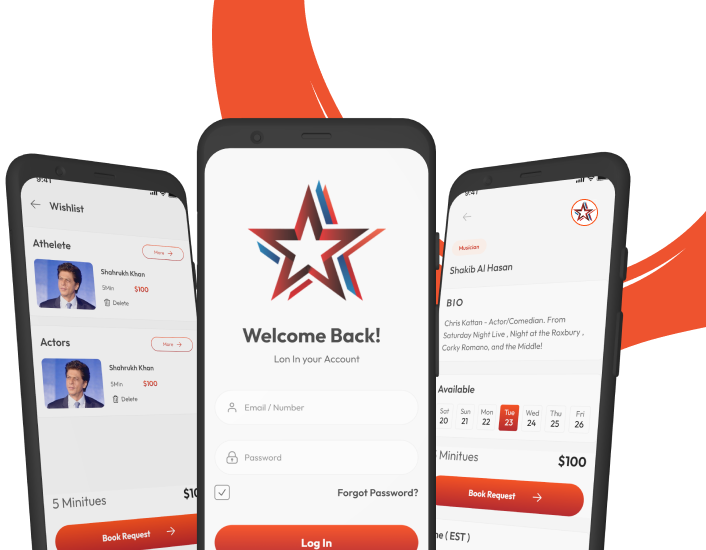 9:41
Wishlist
Athelete
More
Shahrukh Khan
5Min $100
Delete
Actors
More
Shahrukh Khan
5Min $100
Delete
5 Minitues
Book Request
Welcome Back!
Lon In your Account
Email / Number
Password
Forgot Password?
Log In
9:41
Musician
Shakib Al Hasan
BIO
Chris Kattan - Actor/Comedian. From
Saturday Night Live , Night at the Roxbury ,
Corky Romano, and the Middle!
Available
Sat Sun Mon Tue Wed Thu Fri
20 21 22 23 24 25 26
Minitues $100
Book Request
( EST )